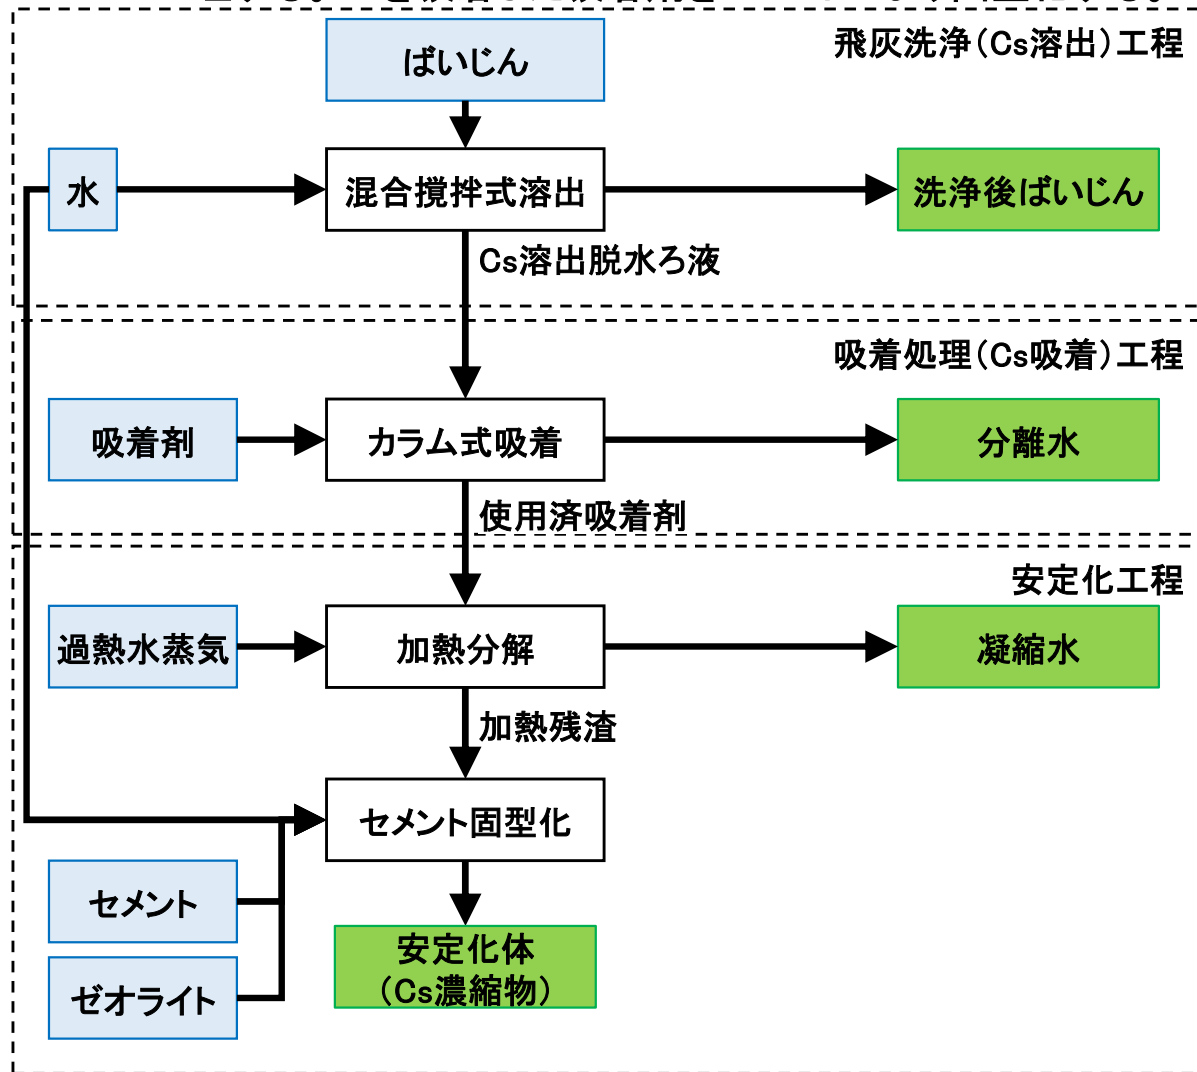 飛灰洗浄(Cs溶出)工程
ばいじん
水
混合撹拌式溶出
洗浄後ばいじん
Cs溶出脱水ろ液
吸着処理(Cs吸着)工程
吸着剤
カラム式吸着
分離水
使用済吸着剤
安定化工程
過熱水蒸気
加熱分解
凝縮水
加熱残渣
セメント固型化
セメント
ゼオライト
安定化体
(Cs濃縮物)